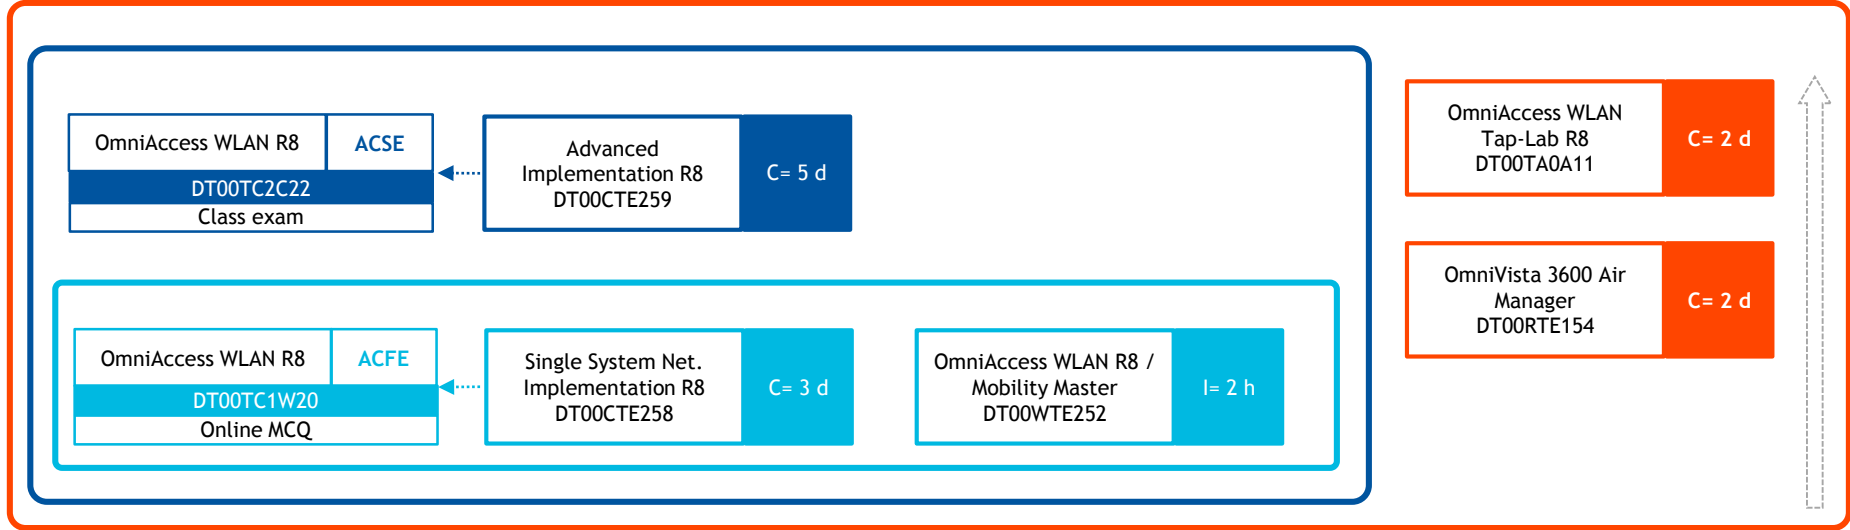 OmniAccess WLAN R8
ACSE
DT00TC2C22
Class exam
Advanced
Implementation R8
DT00CTE259
C= 5 d
OmniAccess WLAN R8
ACFE
DT00TC1W20
Online MCQ
Single System Net.
Implementation R8
DT00CTE258
C= 3 d
OmniAccess WLAN R8 /
Mobility Master
DT00WTE252
I= 2 h
OmniAccess WLAN
Tap-Lab R8
DT00TA0A11
C= 2 d
OmniVista 3600 Air
Manager
DT00RTE154
C= 2 d